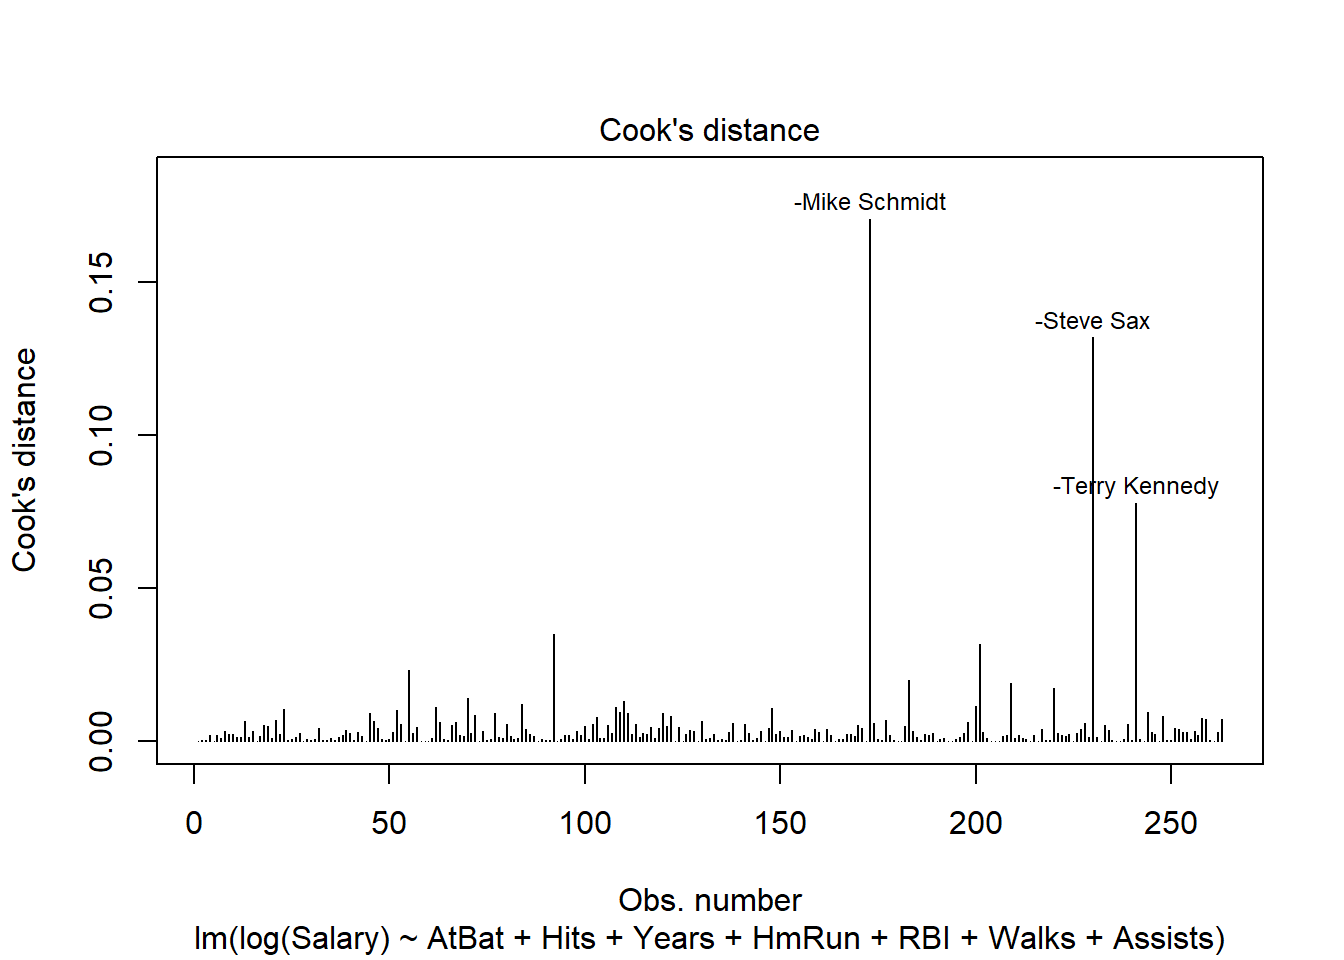 Cook's distance
-Mike Schmidt
-Steve Sax
-Terry Kennedy
Cook's distance
0.15
0.10
0.05
0.00
0 50 100 150 200 250
Obs. number
lm(log(Salary) ~ AtBat + Hits + Years + HmRun + RBI + Walks + Assists)